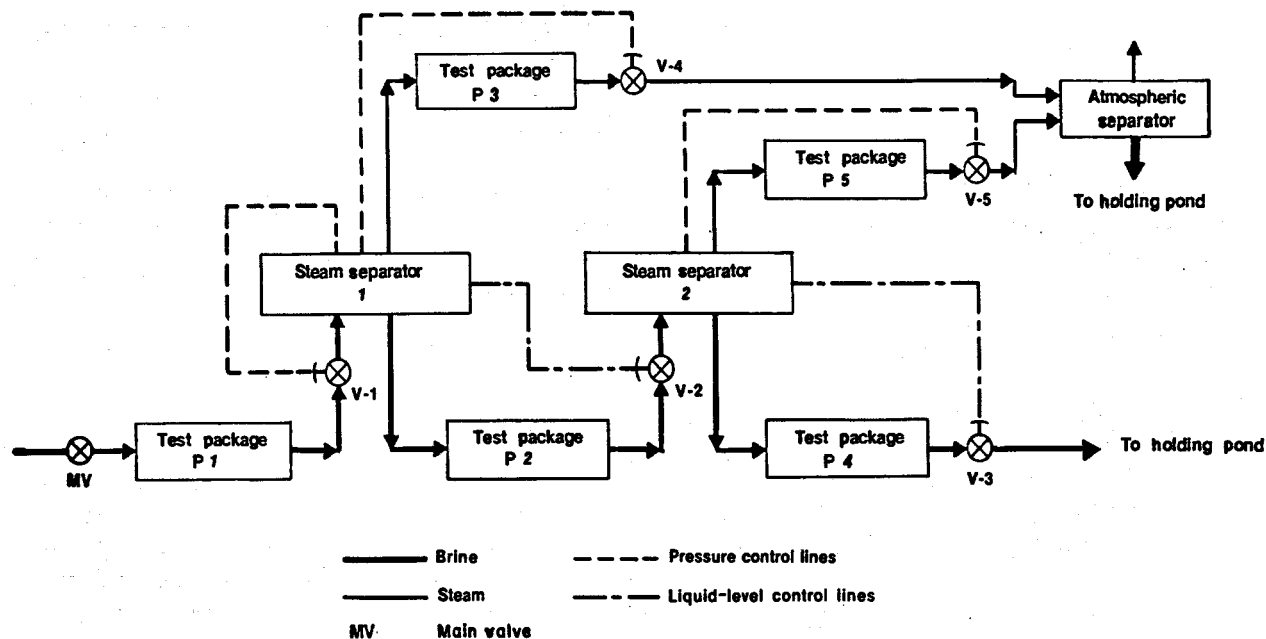 Test package
P 3
V-4
Atmospheric
separator
To holding pond
Test package
P 5
V-5
Steam separator
1
Steam separator
2
V-1
V-2
MV
Test package
P 1
Test package
P 2
Test package
P 4
V-3
To holding pond
Brine
Pressure control lines
Steam
Liquid-level control lines
MV Main valve